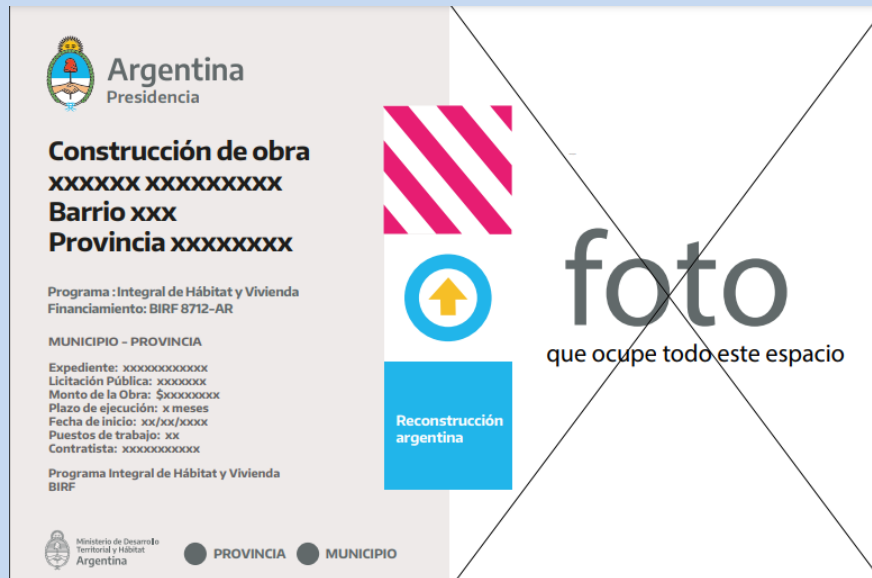 Argentina
Presidencia
Construcción de obra
xxxxxx xxxxxxxxx
Barrio xxx
Provincia xxxxxxxx
Programa : Integral de Hábitat y Vivienda
Financiamiento: BIRF 8712-AR
MUNICIPIO - PROVINCIA
Expediente: xxxxxxxxxxxx
Licitación Pública: xxxxxxx
Monto de la Obra: $xxxxxxxx
Plazo de ejecución: x meses
Fecha de inicio: xx/xx/xxxx
Puestos de trabajo: xx
Contratista: xxxxxxxxxxx
Programa Integral de Hábitat y Vivienda
BIRF
Ministerio de Desarrollo
Territorial y Hábitat
Argentina
PROVINCIA
MUNICIPIO
Reconstrucción
argentina
foto
que ocupe todo este espacio